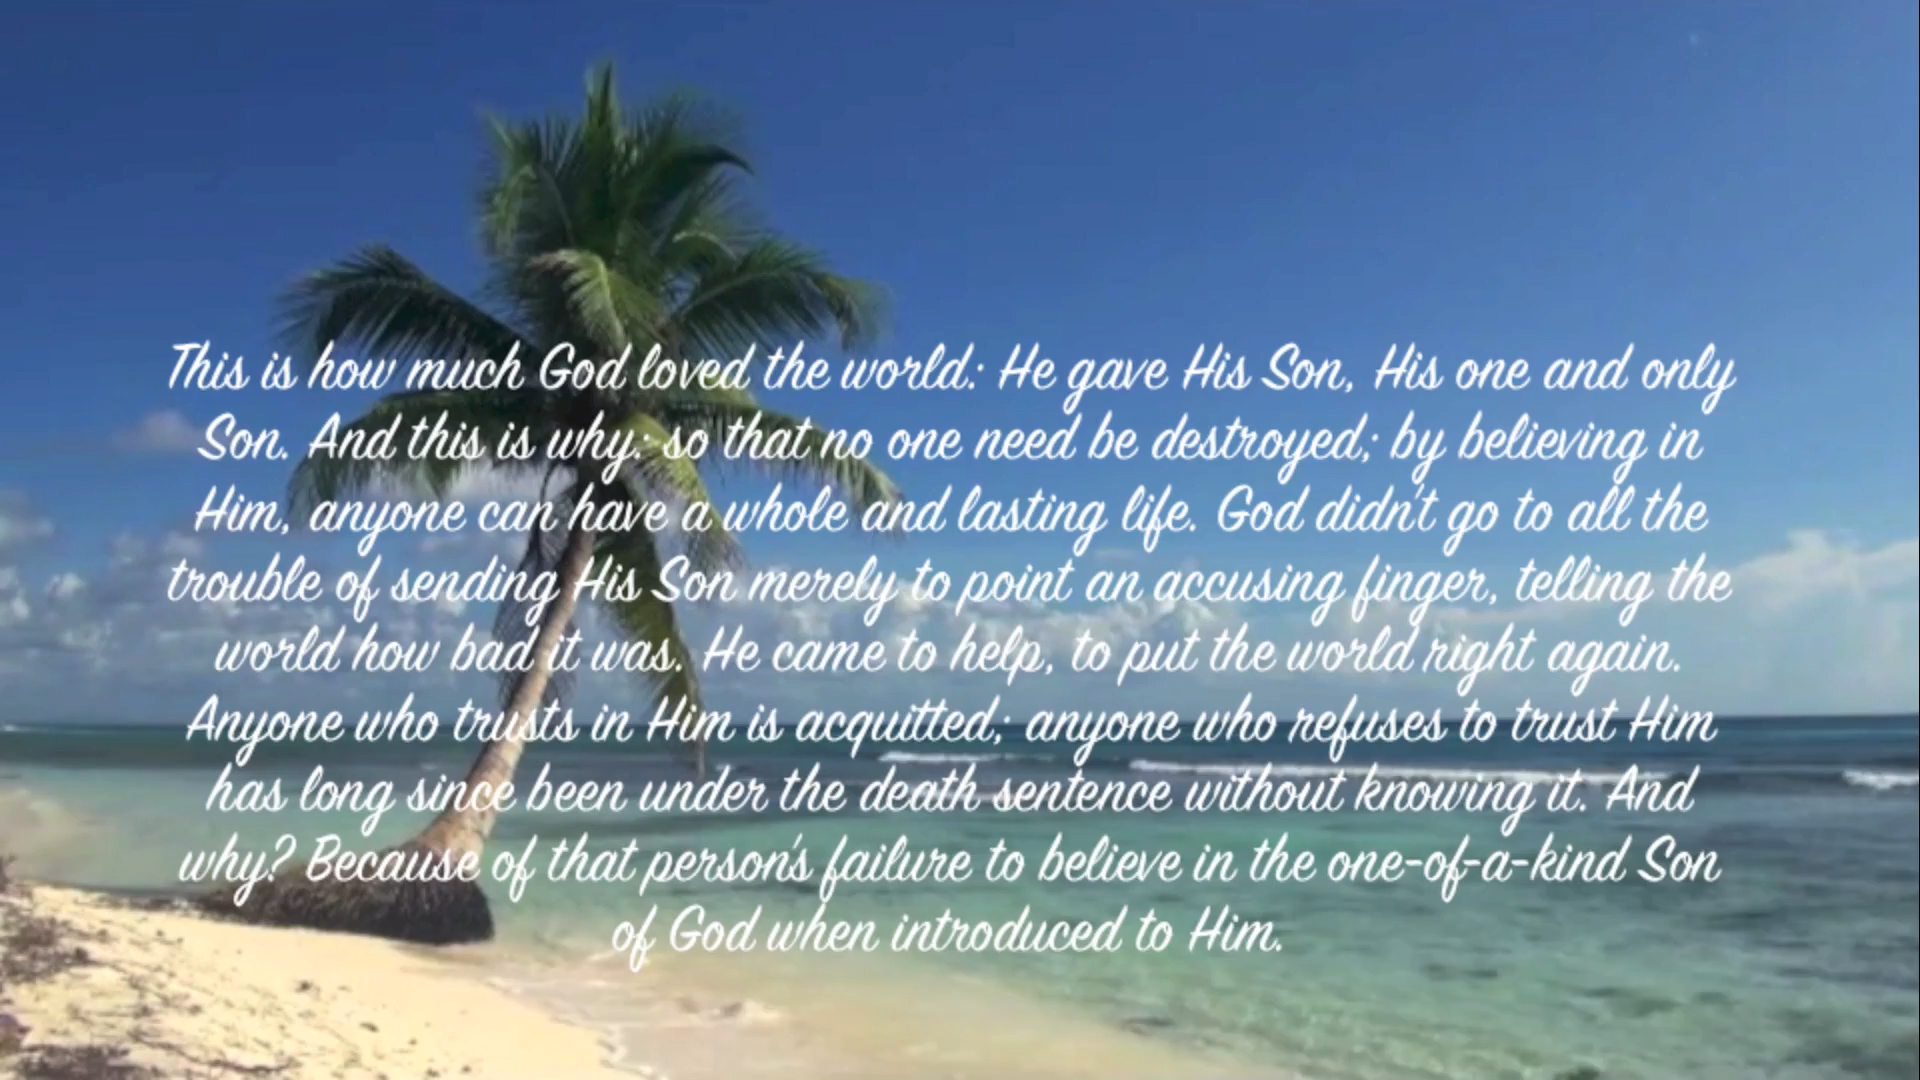 This is how much God loved the world: He gave His Son, His one and only
Son. And this is why: so that no one need be destroyed; by believing in
Him, anyone can have a whole and lasting life. God didn't go to all the
trouble of sending His Son merely to point an accusing finger, telling the
world how bad it was. He came to help, to put the world right again.
Anyone who trusts in Him is acquitted; anyone who refuses to trust Him
has long since been under the death sentence without knowing it. And
why? Because of that person's failure to believe in the one-of-a-kind Son
of God when introduced to Him.